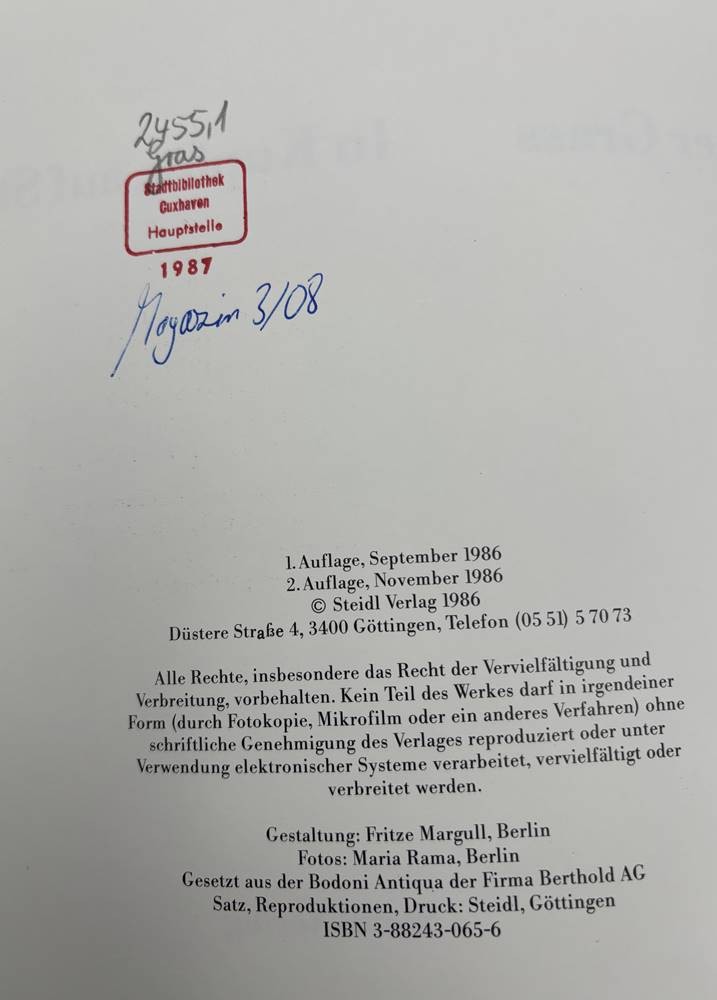 2455,1
Gras
Stadtbibliothek
Cuxhaven
Hauptstelle
1987
Magazin 3/08
1. Auflage, September 1986
2. Auflage, November 1986
© Steidl Verlag 1986
Düstere Straße 4, 3400 Göttingen, Telefon (05 51) 5 70 73
Alle Rechte, insbesondere das Recht der Vervielfältigung und
Verbreitung, vorbehalten. Kein Teil des Werkes darf in irgendeiner
Form (durch Fotokopie, Mikrofilm oder ein anderes Verfahren) ohne
schriftliche Genehmigung des Verlages reproduziert oder unter
Verwendung elektronischer Systeme verarbeitet, vervielfältigt oder
verbreitet werden.
Gestaltung: Fritze Margull, Berlin
Fotos: Maria Rama, Berlin
Gesetzt aus der Bodoni Antiqua der Firma Berthold AG
Satz, Reproduktionen, Druck: Steidl, Göttingen
ISBN 3-88243-065-6